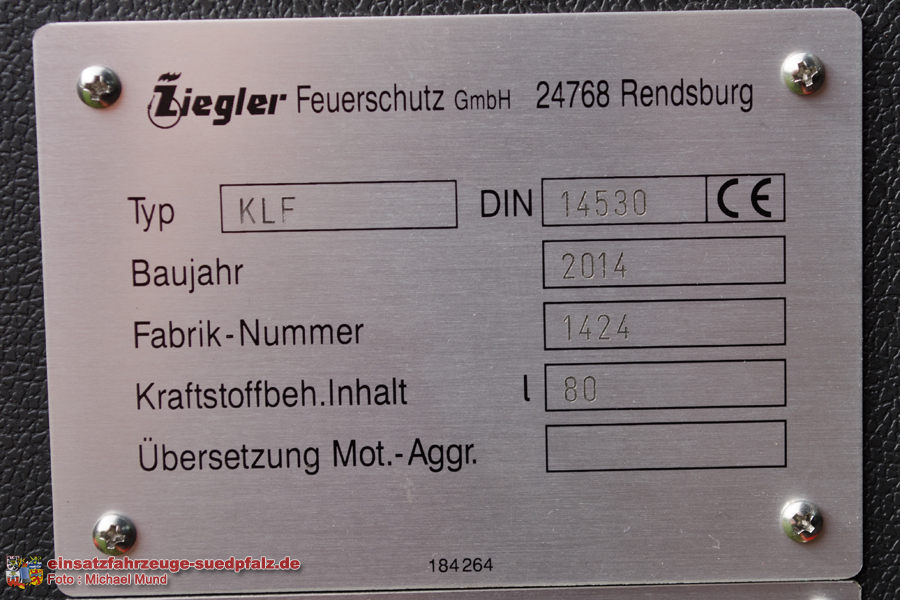 Ziegler Feuerschutz GmbH 24768 Rendsburg
Typ KLF DIN 14530 CE
Baujahr 2014
Fabrik-Nummer 1424
Kraftstoffbeh.Inhalt l 80
Übersetzung Mot.-Aggr.
184264
einsatzfahrzeuge-suedpfalz.de
Foto : Michael Mund